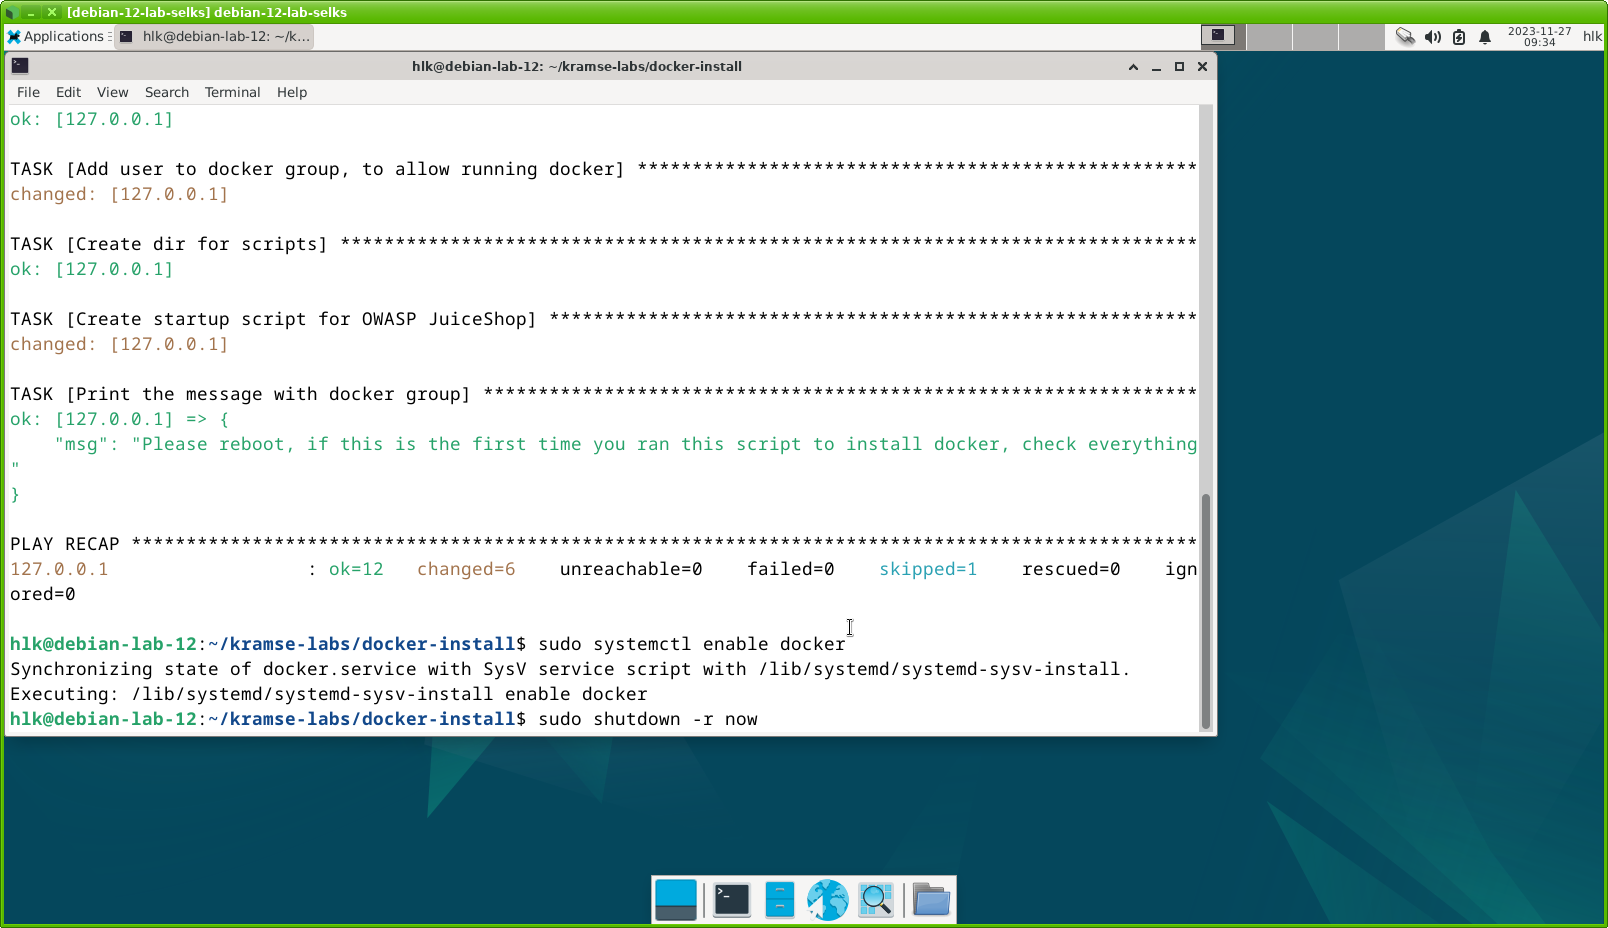 [debian-12-lab-selks] debian-12-lab-selks
Applications hlk@debian-lab-12: ~/k... 2023-11-27 hlk
09:34
hlk@debian-lab-12: ~/kramse-labs/docker-install
File Edit View Search Terminal Help
ok: [127.0.0.1]
TASK [Add user to docker group, to allow running docker] ***************************************************
changed: [127.0.0.1]
TASK [Create dir for scripts] ******************************************************************************
ok: [127.0.0.1]
TASK [Create startup script for OWASP JuiceShop] ***********************************************************
changed: [127.0.0.1]
TASK [Print the message with docker group] *****************************************************************
ok: [127.0.0.1] => {
    "msg": "Please reboot, if this is the first time you ran this script to install docker, check everything
"
}
PLAY RECAP *************************************************************************************************
127.0.0.1                  : ok=12   changed=6    unreachable=0    failed=0    skipped=1    rescued=0    ign
ored=0
hlk@debian-lab-12:~/kramse-labs/docker-install$ sudo systemctl enable docker
Synchronizing state of docker.service with SysV service script with /lib/systemd/systemd-sysv-install.
Executing: /lib/systemd/systemd-sysv-install enable docker
hlk@debian-lab-12:~/kramse-labs/docker-install$ sudo shutdown -r now